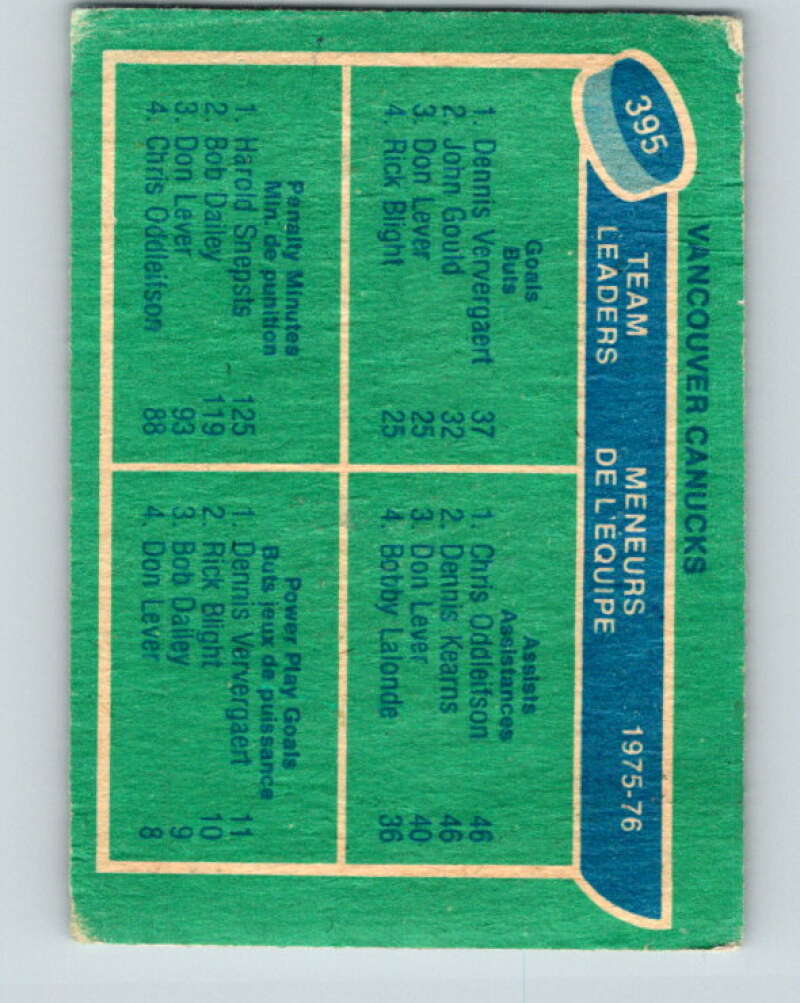 VANCOUVER CANUCKS
395
TEAM LEADERS
MENEURS DE L'ÉQUIPE
1975-76
Goals
Buts
1. Dennis Ververgaert 37
2. John Gould 32
3. Don Lever 25
4. Rick Blight 25
Assists
Assistances
1. Chris Oddleifson 46
2. Dennis Kearns 46
3. Don Lever 40
4. Bobby Lalonde 36
Penalty Minutes
Min. de punition
1. Harold Snepsts 125
2. Bob Dailey 119
3. Don Lever 93
4. Chris Oddleifson 88
Power Play Goals
Buts jeux de puissance
1. Dennis Ververgaert 11
2. Rick Blight 10
3. Bob Dailey 9
4. Don Lever 8